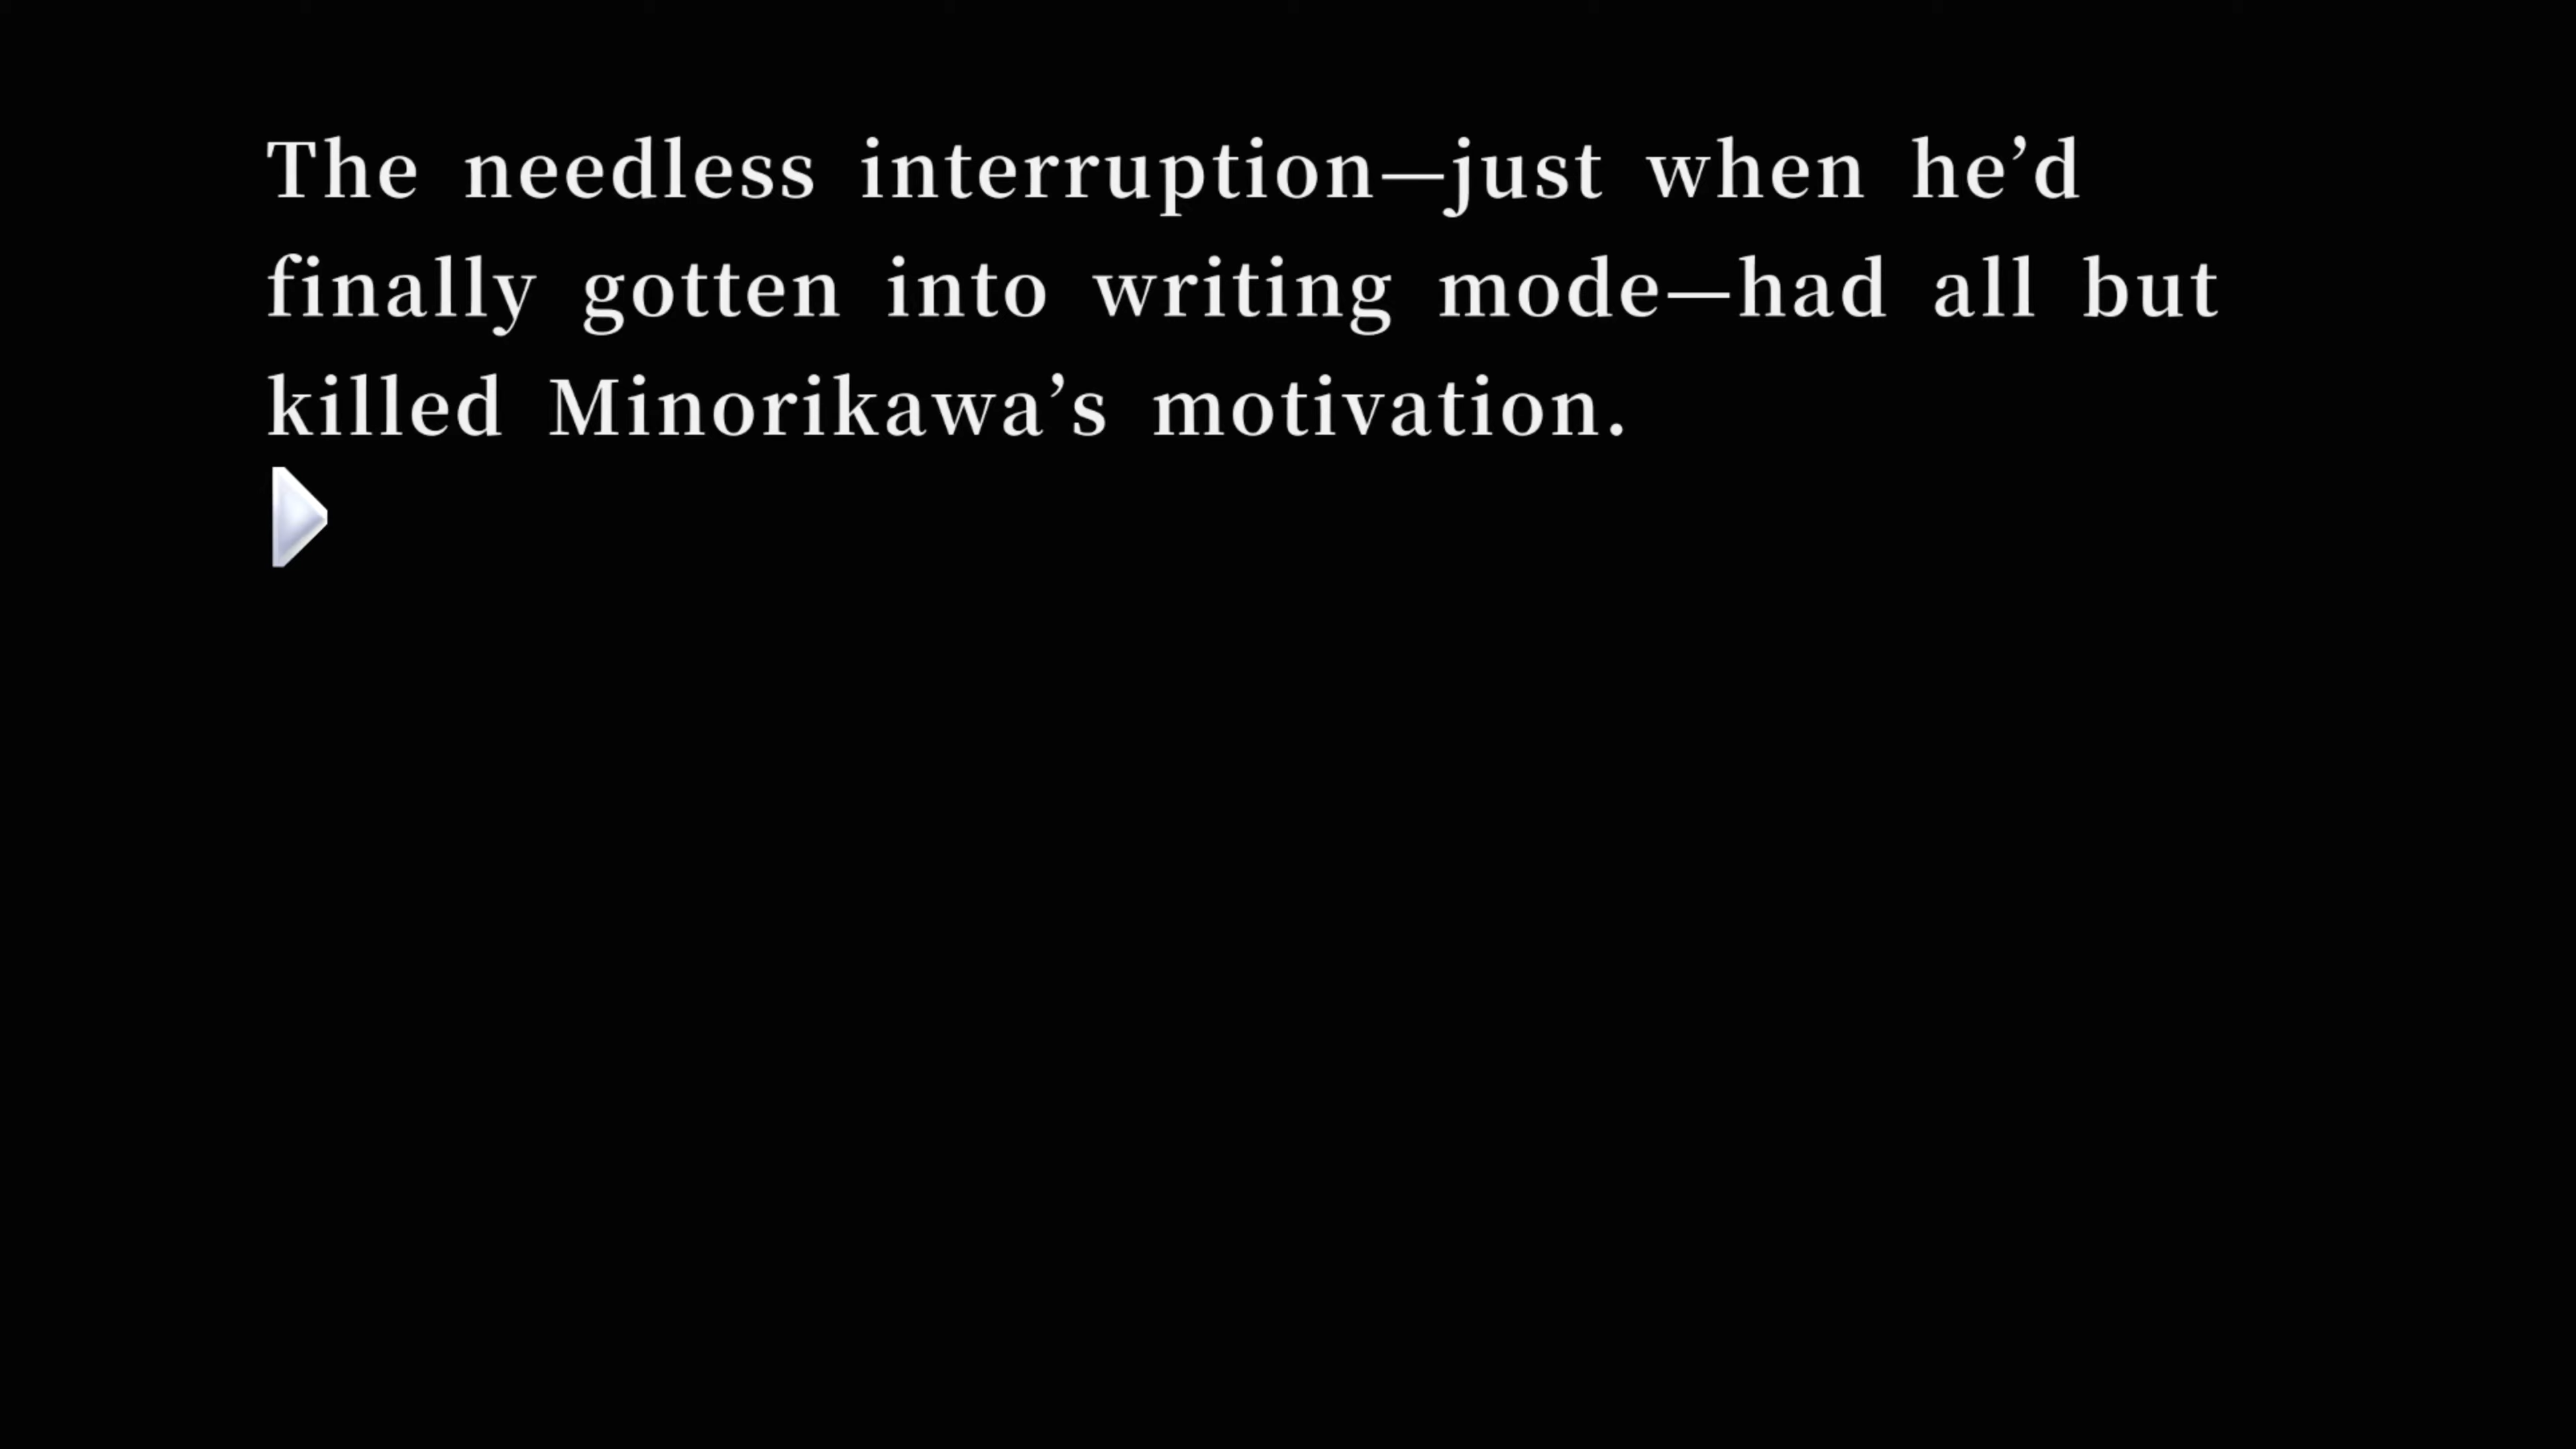 The needless interruption—just when he’d
finally gotten into writing mode—had all but
killed Minorikawa’s motivation.